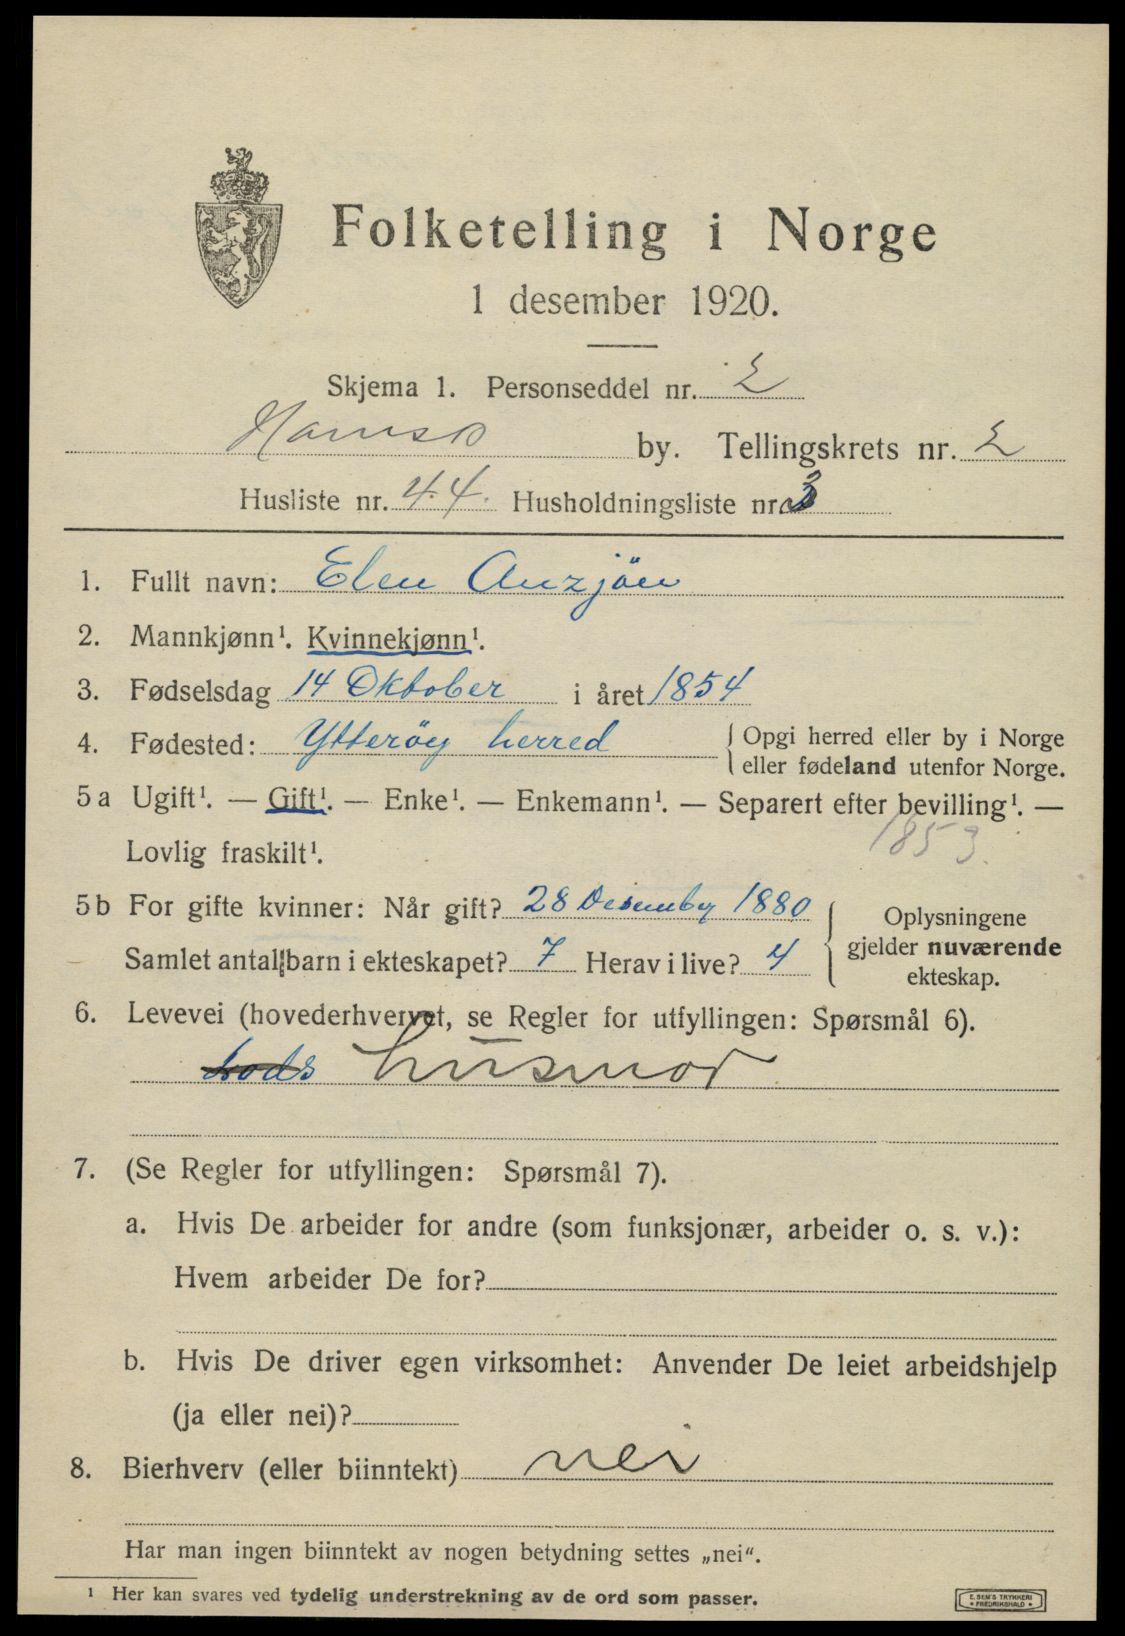 Folketelling i Norge
1 desember 1920.
Skjema 1. Personseddel nr. 2
Namsos by. Tellingskrets nr. 2
Husliste nr. 44. Husholdningsliste nr. 3
1. Fullt navn: Elen Anzjön
2. Mannkjønn¹. Kvinnekjønn¹.
3. Fødselsdag 14 Oktober i året 1854
4. Fødested: Ytterøy herred { Opgi herred eller by i Norge
eller fødeland utenfor Norge.
5a Ugift¹. — Gift¹. — Enke¹. — Enkemann¹. — Separert efter bevilling¹. —
Lovlig fraskilt¹. 1853.
5b For gifte kvinner: Når gift? 28 Desember 1880 { Oplysningene
gjelder nuværende
Samlet antal barn i ekteskapet? 7 Herav i live? 4
ekteskap.
6. Levevei (hovederhvervet, se Regler for utfyllingen: Spørsmål 6).
Lods husmor
7. (Se Regler for utfyllingen: Spørsmål 7).
a. Hvis De arbeider for andre (som funksjonær, arbeider o. s. v.):
Hvem arbeider De for?
b. Hvis De driver egen virksomhet: Anvender De leiet arbeidshjelp
(ja eller nei)?
8. Bierhverv (eller biinntekt) nei
Har man ingen biinntekt av nogen betydning settes „nei".
¹ Her kan svares ved tydelig understrekning av de ord som passer.
E. SEM'S TRYKKERI
FREDRIKSHALD